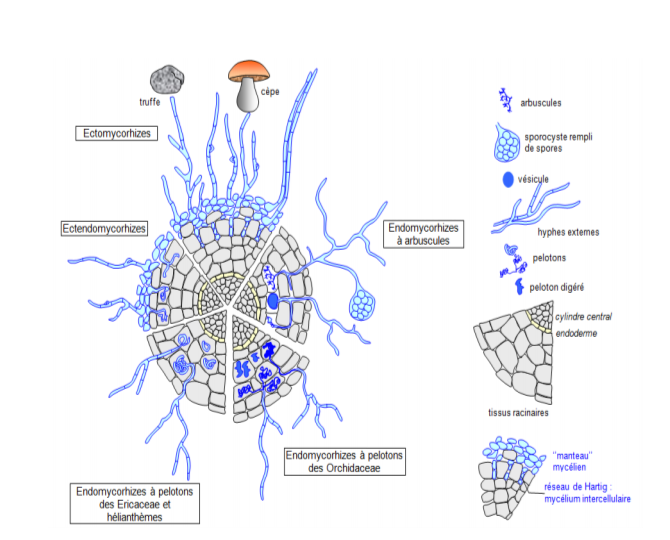 truffe
cèpe
Ectomycorhizes
Ectendomycorhizes
Endomycorhizes
à arbuscules
Endomycorhizes à pelotons
des Orchidaceae
Endomycorhizes à pelotons
des Ericaceae et
hélianthèmes
arbuscules
sporocyste rempli
de spores
vésicule
hyphes externes
pelotons
peloton digéré
cylindre central
endoderme
tissus racinaires
"manteau"
mycélien
réseau de Hartig :
mycélium intercellulaire